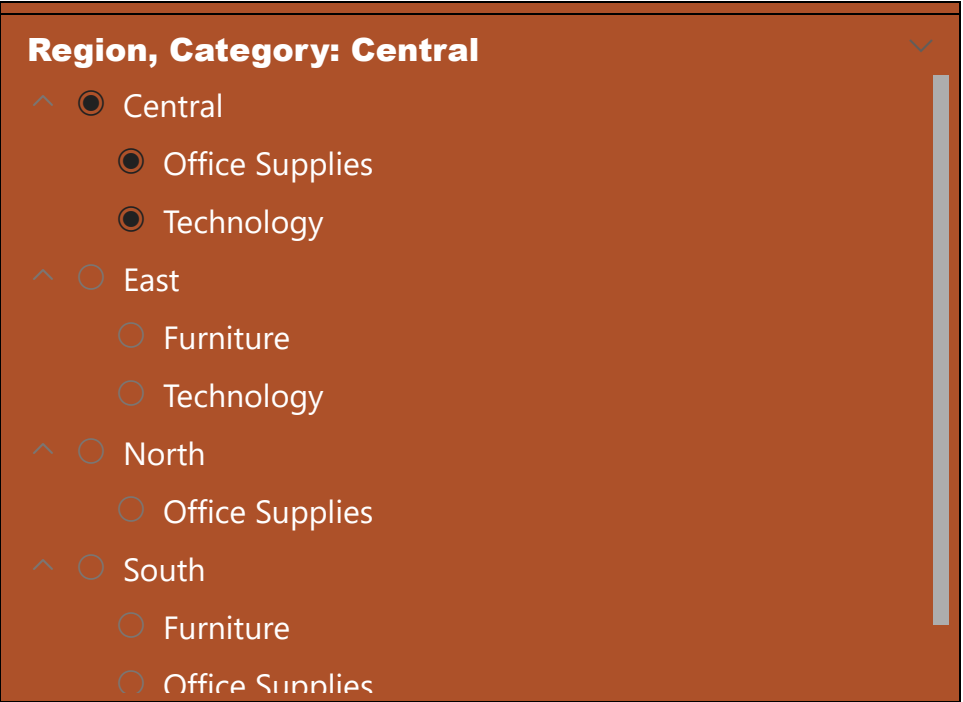 Region, Category: Central
Central
Office Supplies
Technology
East
Furniture
Technology
North
Office Supplies
South
Furniture
Office Supplies